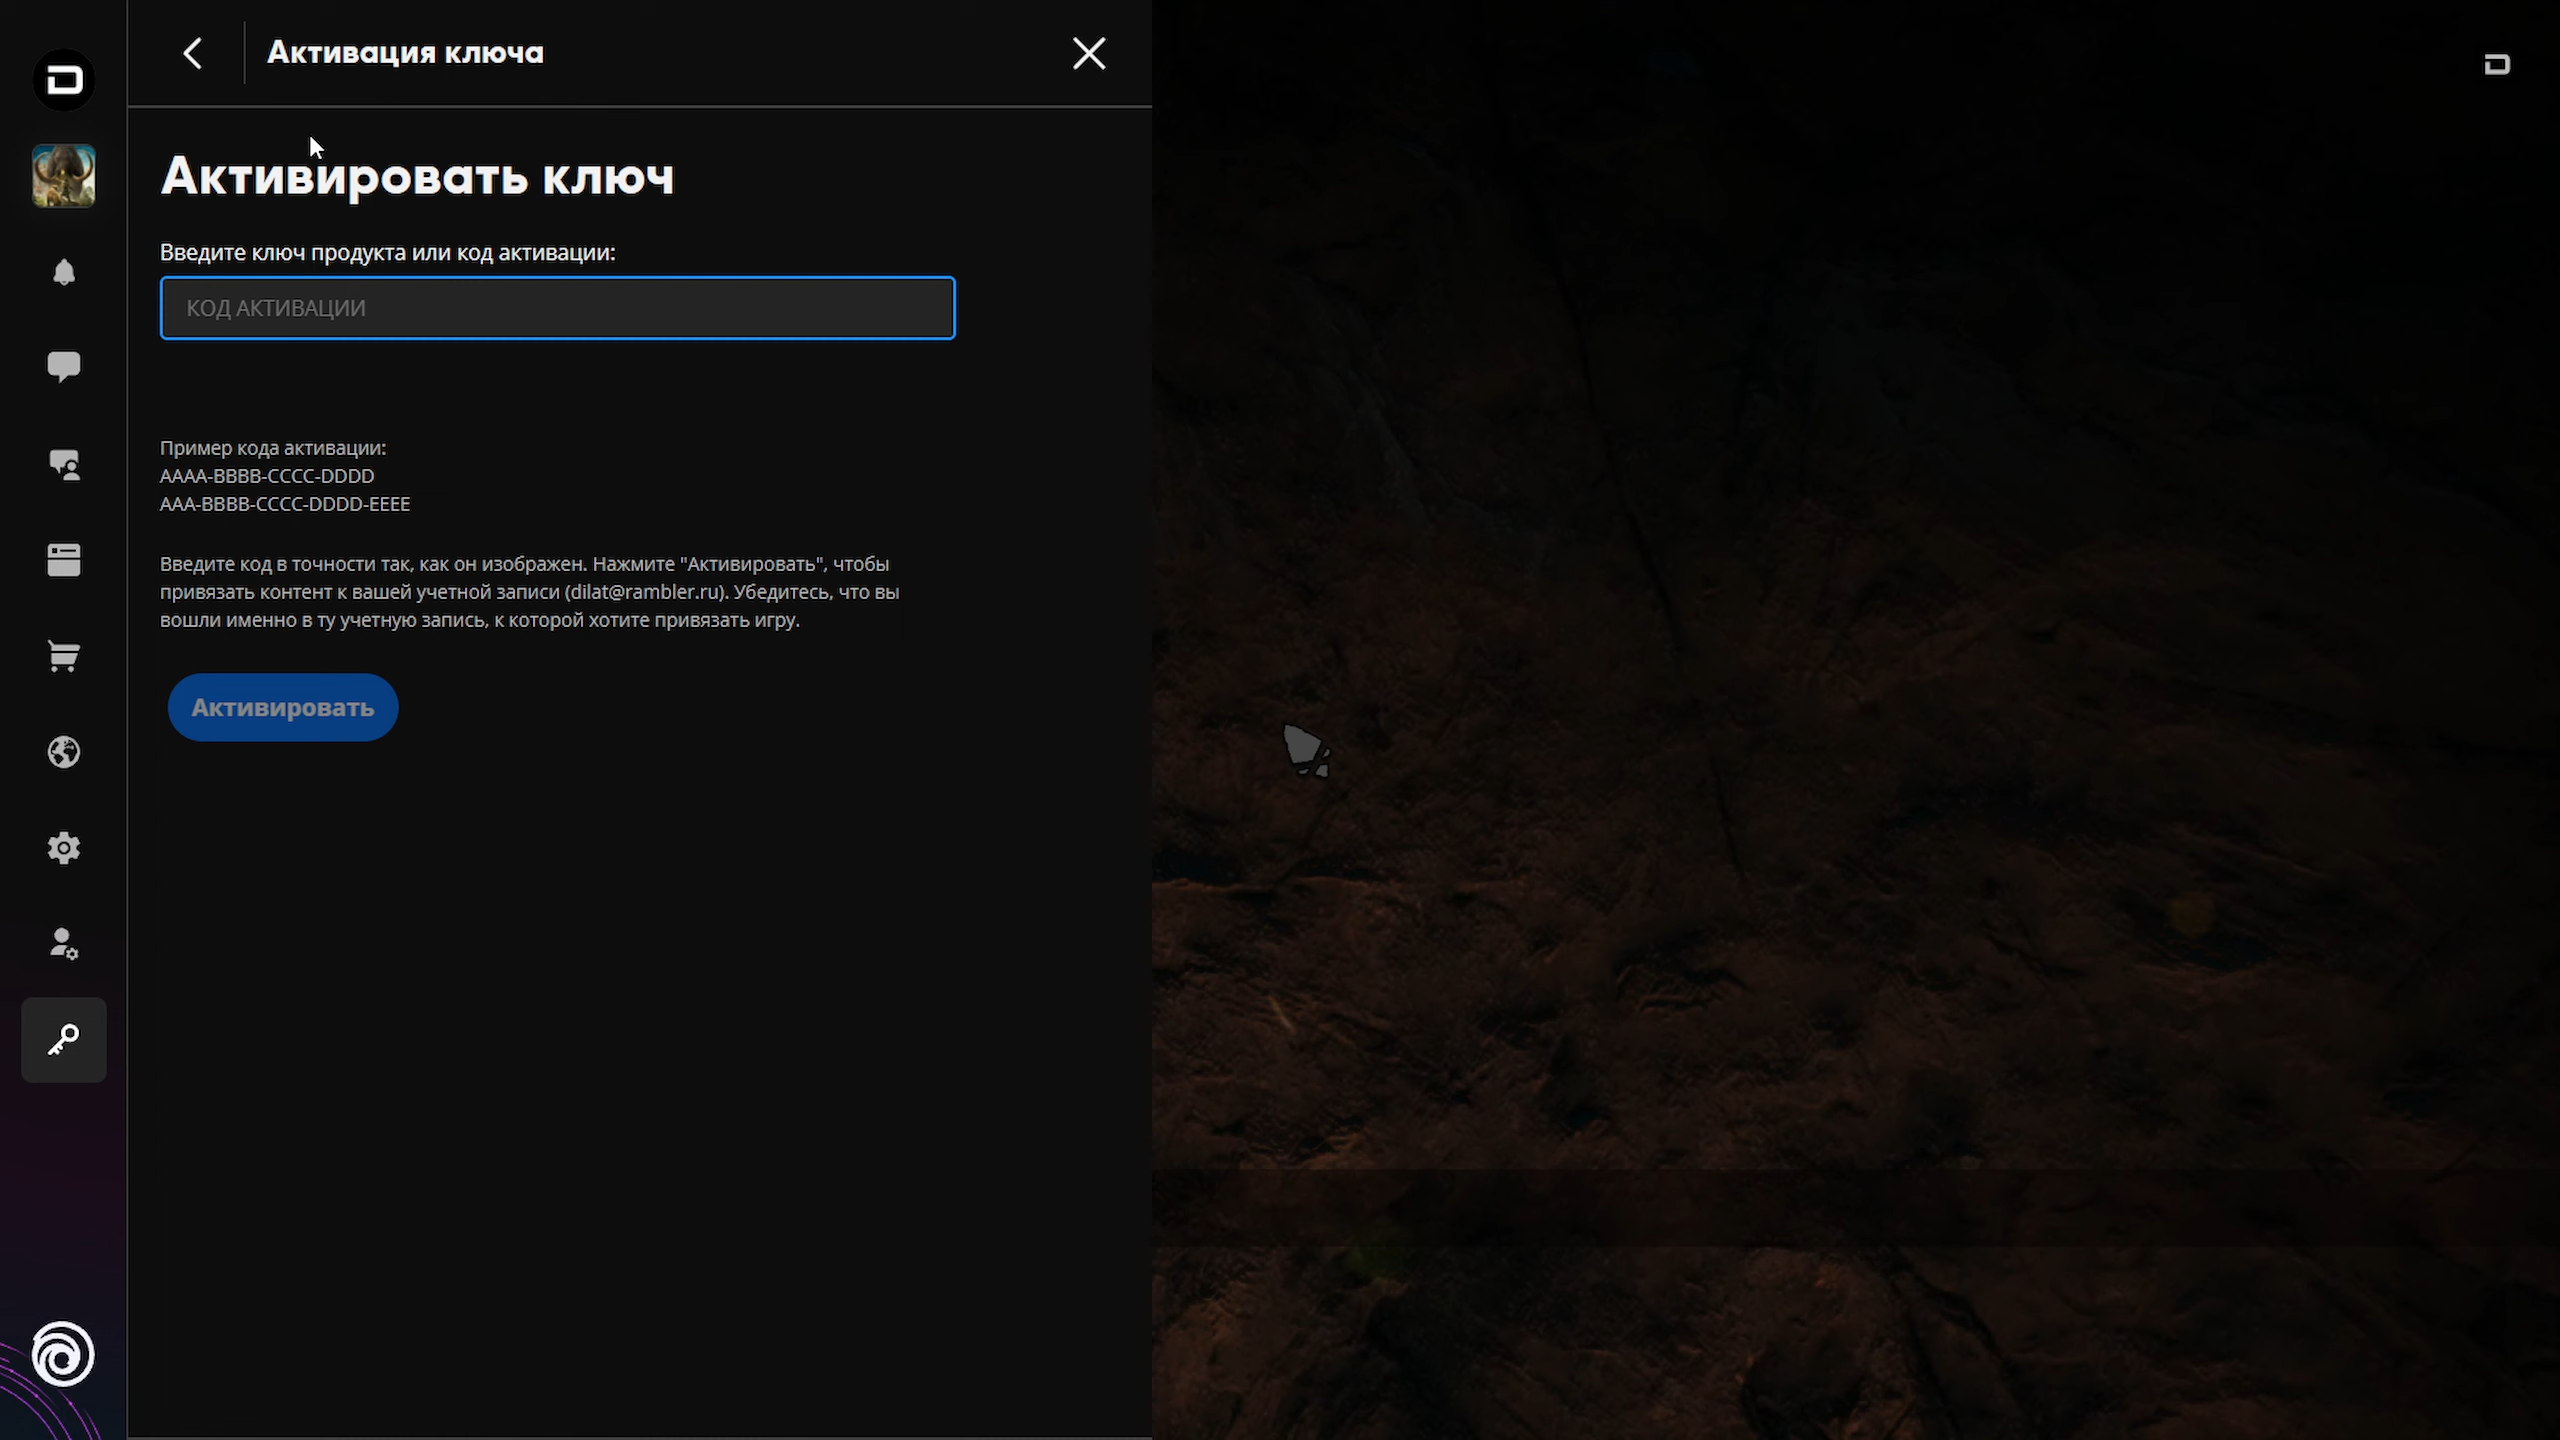 Активация ключа
Активировать ключ
Введите ключ продукта или код активации:
КОД АКТИВАЦИИ
Пример кода активации:
AAAA-BBBB-CCCC-DDDD
AAA-BBBB-CCCC-DDDD-EEEE
Введите код в точности так, как он изображен. Нажмите "Активировать", чтобы
привязать контент к вашей учетной записи (dilat@rambler.ru). Убедитесь, что вы
вошли именно в ту учетную запись, к которой хотите привязать игру.
Активировать